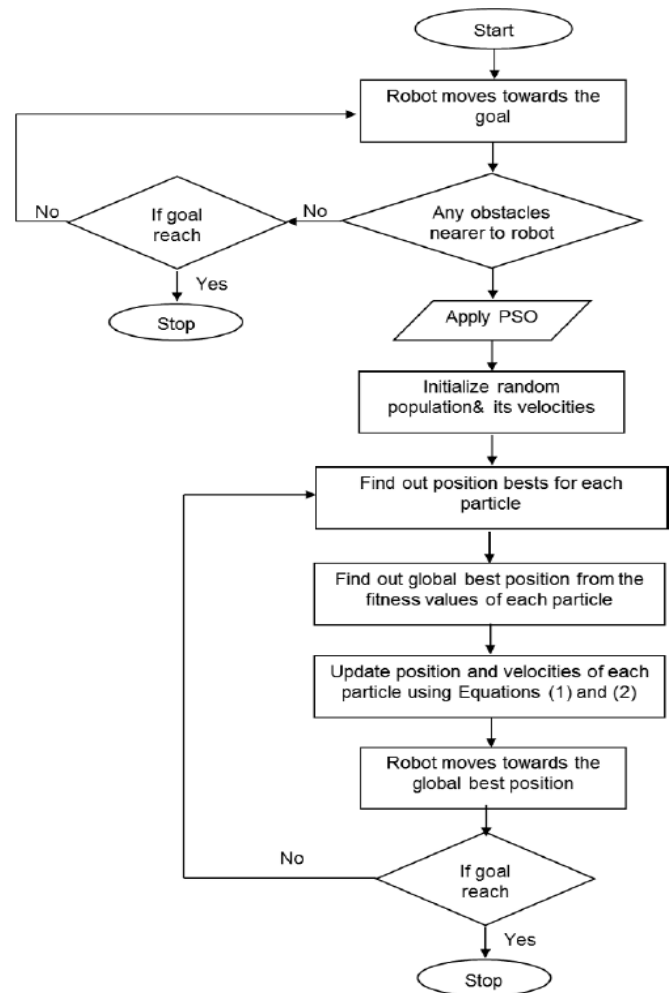 Start
Robot moves towards the
goal
Any obstacles
nearer to robot
No
If goal
reach
No
Yes
Stop
Apply PSO
Initialize random
population& its velocities
Find out position bests for each
particle
Find out global best position from the
fitness values of each particle
Update position and velocities of each
particle using Equations (1) and (2)
Robot moves towards the
global best position
If goal
reach
No
Yes
Stop